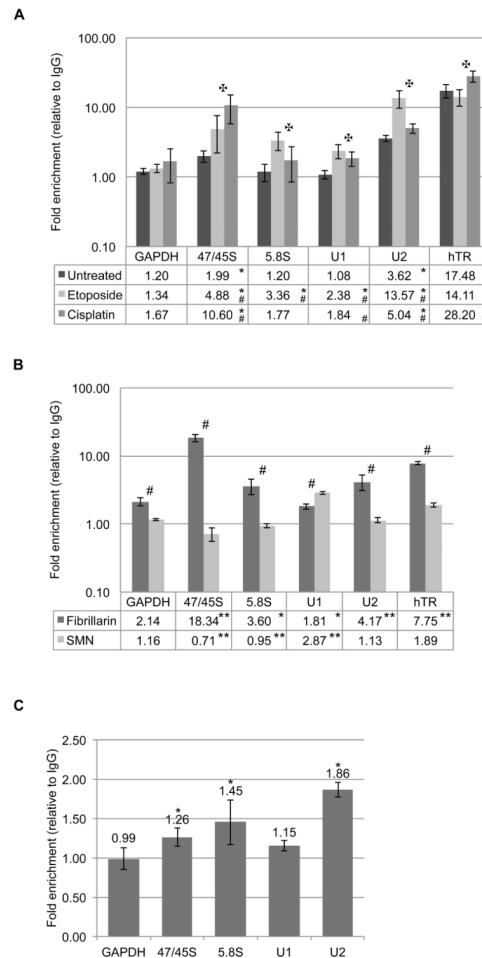 A
Fold enrichment (relative to IgG)
100.00
10.00
1.00
0.10
✠ ✠ ✠ ✠ ✠
GAPDH 47/45S 5.8S U1 U2 hTR
Untreated 1.20 1.99 * 1.20 1.08 3.62 * 17.48
Etoposide 1.34 4.88 * # 3.36 * # 2.38 * # 13.57 * # 14.11
Cisplatin 1.67 10.60 * # 1.77 1.84 # 5.04 * # 28.20
B
Fold enrichment (relative to IgG)
100.00
10.00
1.00
0.10
# # # # # #
GAPDH 47/45S 5.8S U1 U2 hTR
Fibrillarin 2.14 18.34 ** 3.60 * 1.81 * 4.17 ** 7.75 **
SMN 1.16 0.71 ** 0.95 ** 2.87 ** 1.13 1.89
C
Fold enrichment (relative to IgG)
2.50
2.00
1.50
1.00
0.50
0.00
* * *
0.99 1.26 1.45 1.15 1.86
GAPDH 47/45S 5.8S U1 U2